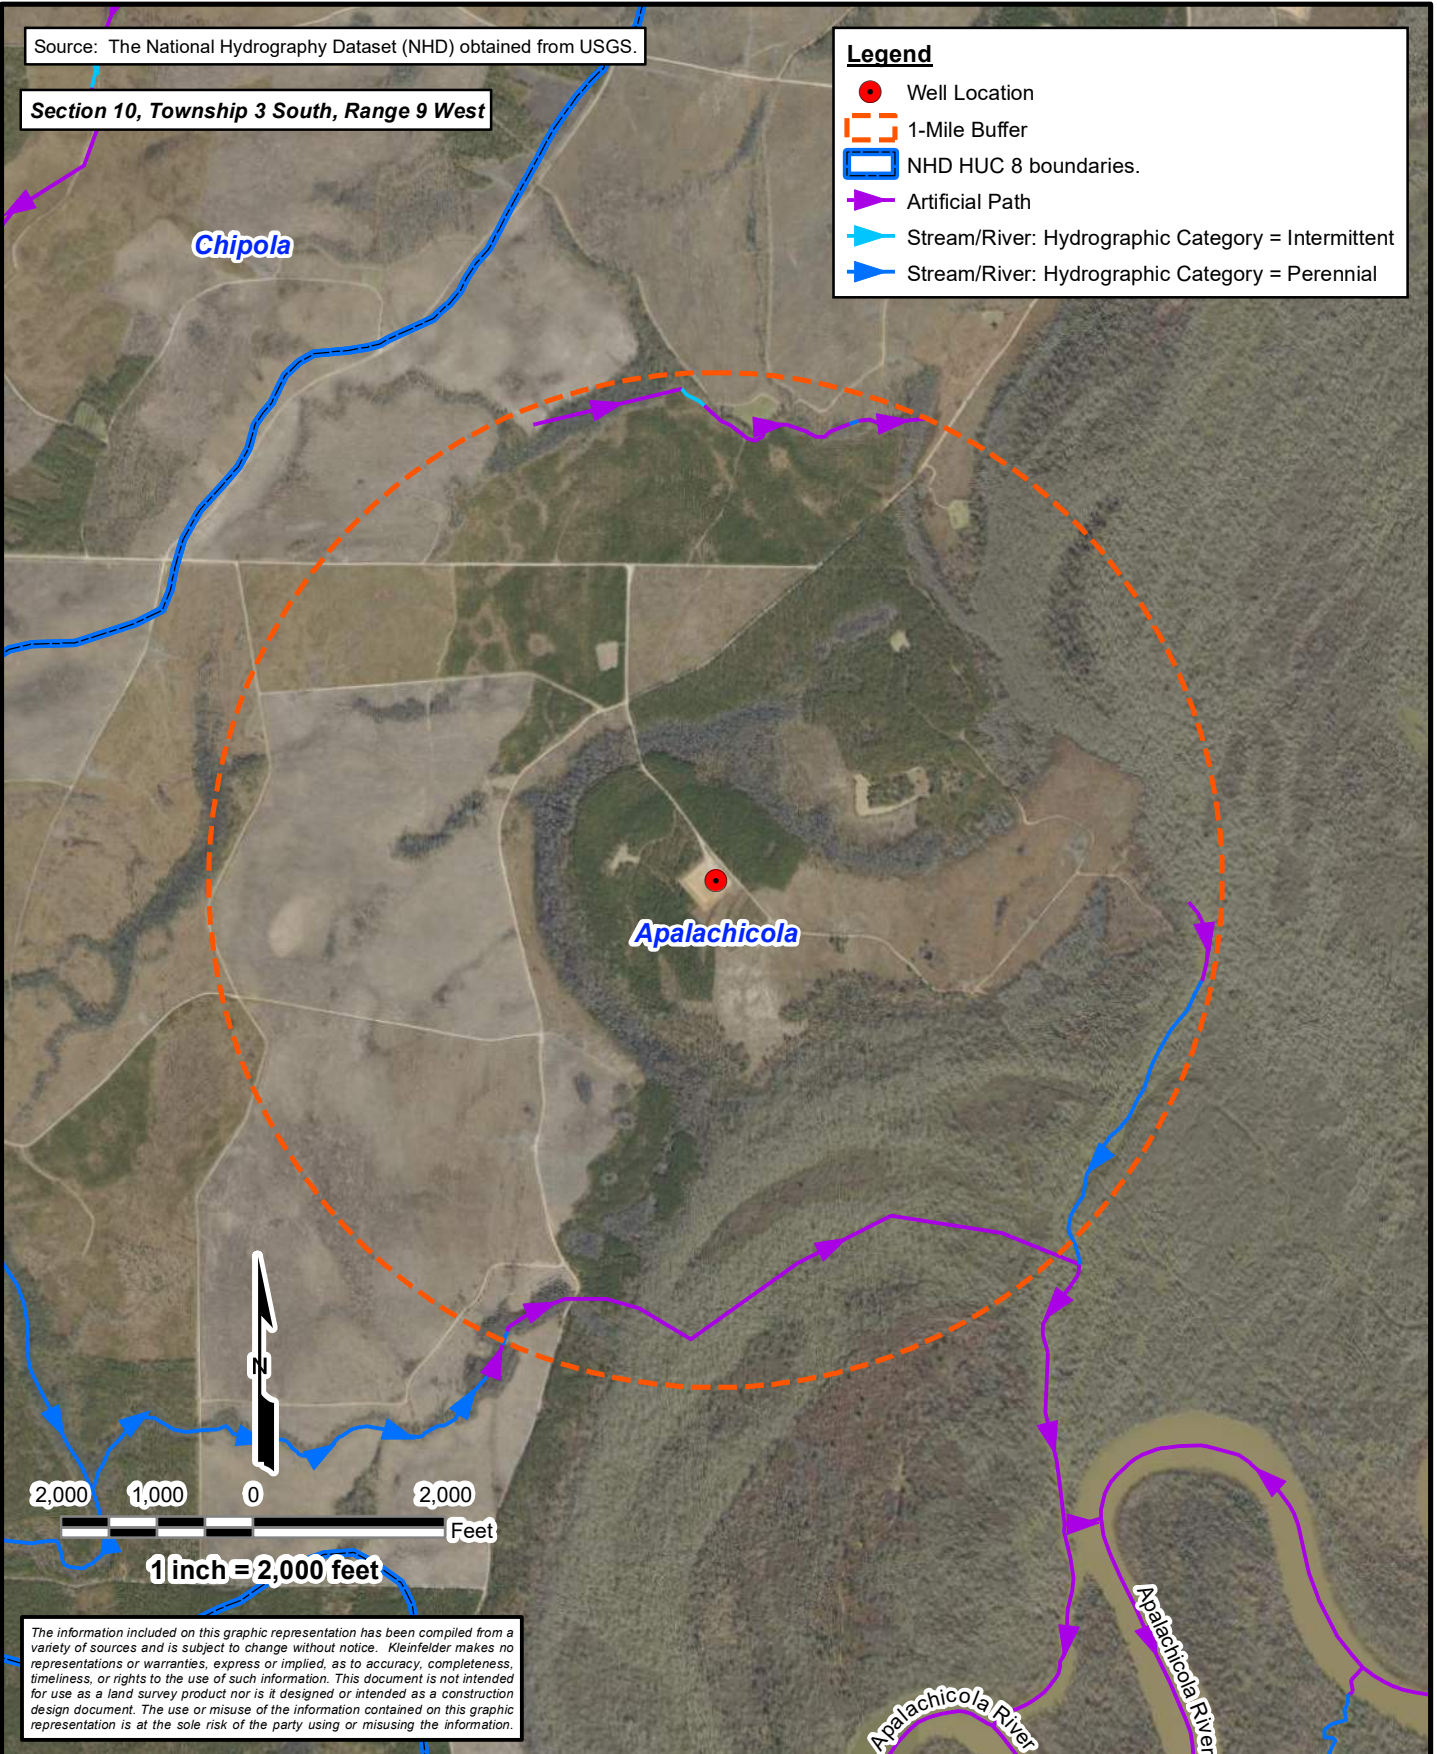 Source: The National Hydrography Dataset (NHD) obtained from USGS.
Section 10, Township 3 South, Range 9 West
Legend
Well Location
1-Mile Buffer
NHD HUC 8 boundaries.
Artificial Path
Stream/River: Hydrographic Category = Intermittent
Stream/River: Hydrographic Category = Perennial
Chipola
Apalachicola
N
2,000 1,000 0 2,000
Feet
1 inch = 2,000 feet
The information included on this graphic representation has been compiled from a
variety of sources and is subject to change without notice. Kleinfelder makes no
representations or warranties, express or implied, as to accuracy, completeness,
timeliness, or rights to the use of such information. This document is not intended
for use as a land survey product nor is it designed or intended as a construction
design document. The use or misuse of the information contained on this graphic
representation is at the sole risk of the party using or misusing the information.
Apalachicola River
Apalachicola River